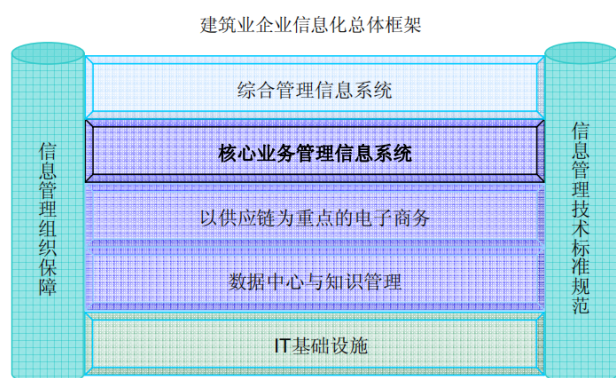 建筑业企业信息化总体框架
综合管理信息系统
核心业务管理信息系统
以供应链为重点的电子商务
数据中心与知识管理
IT基础设施
信息管理组织保障
信息管理技术标准规范